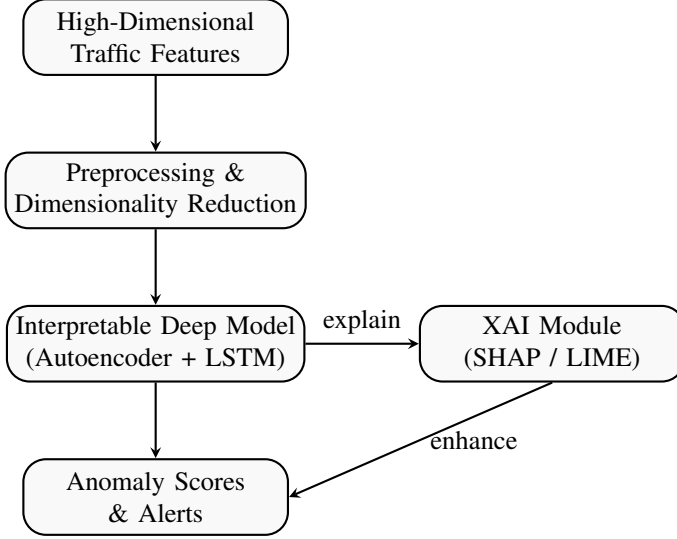 High-Dimensional
Traffic Features
Preprocessing &
Dimensionality Reduction
Interpretable Deep Model
(Autoencoder + LSTM)
explain
XAI Module
(SHAP / LIME)
enhance
Anomaly Scores
& Alerts